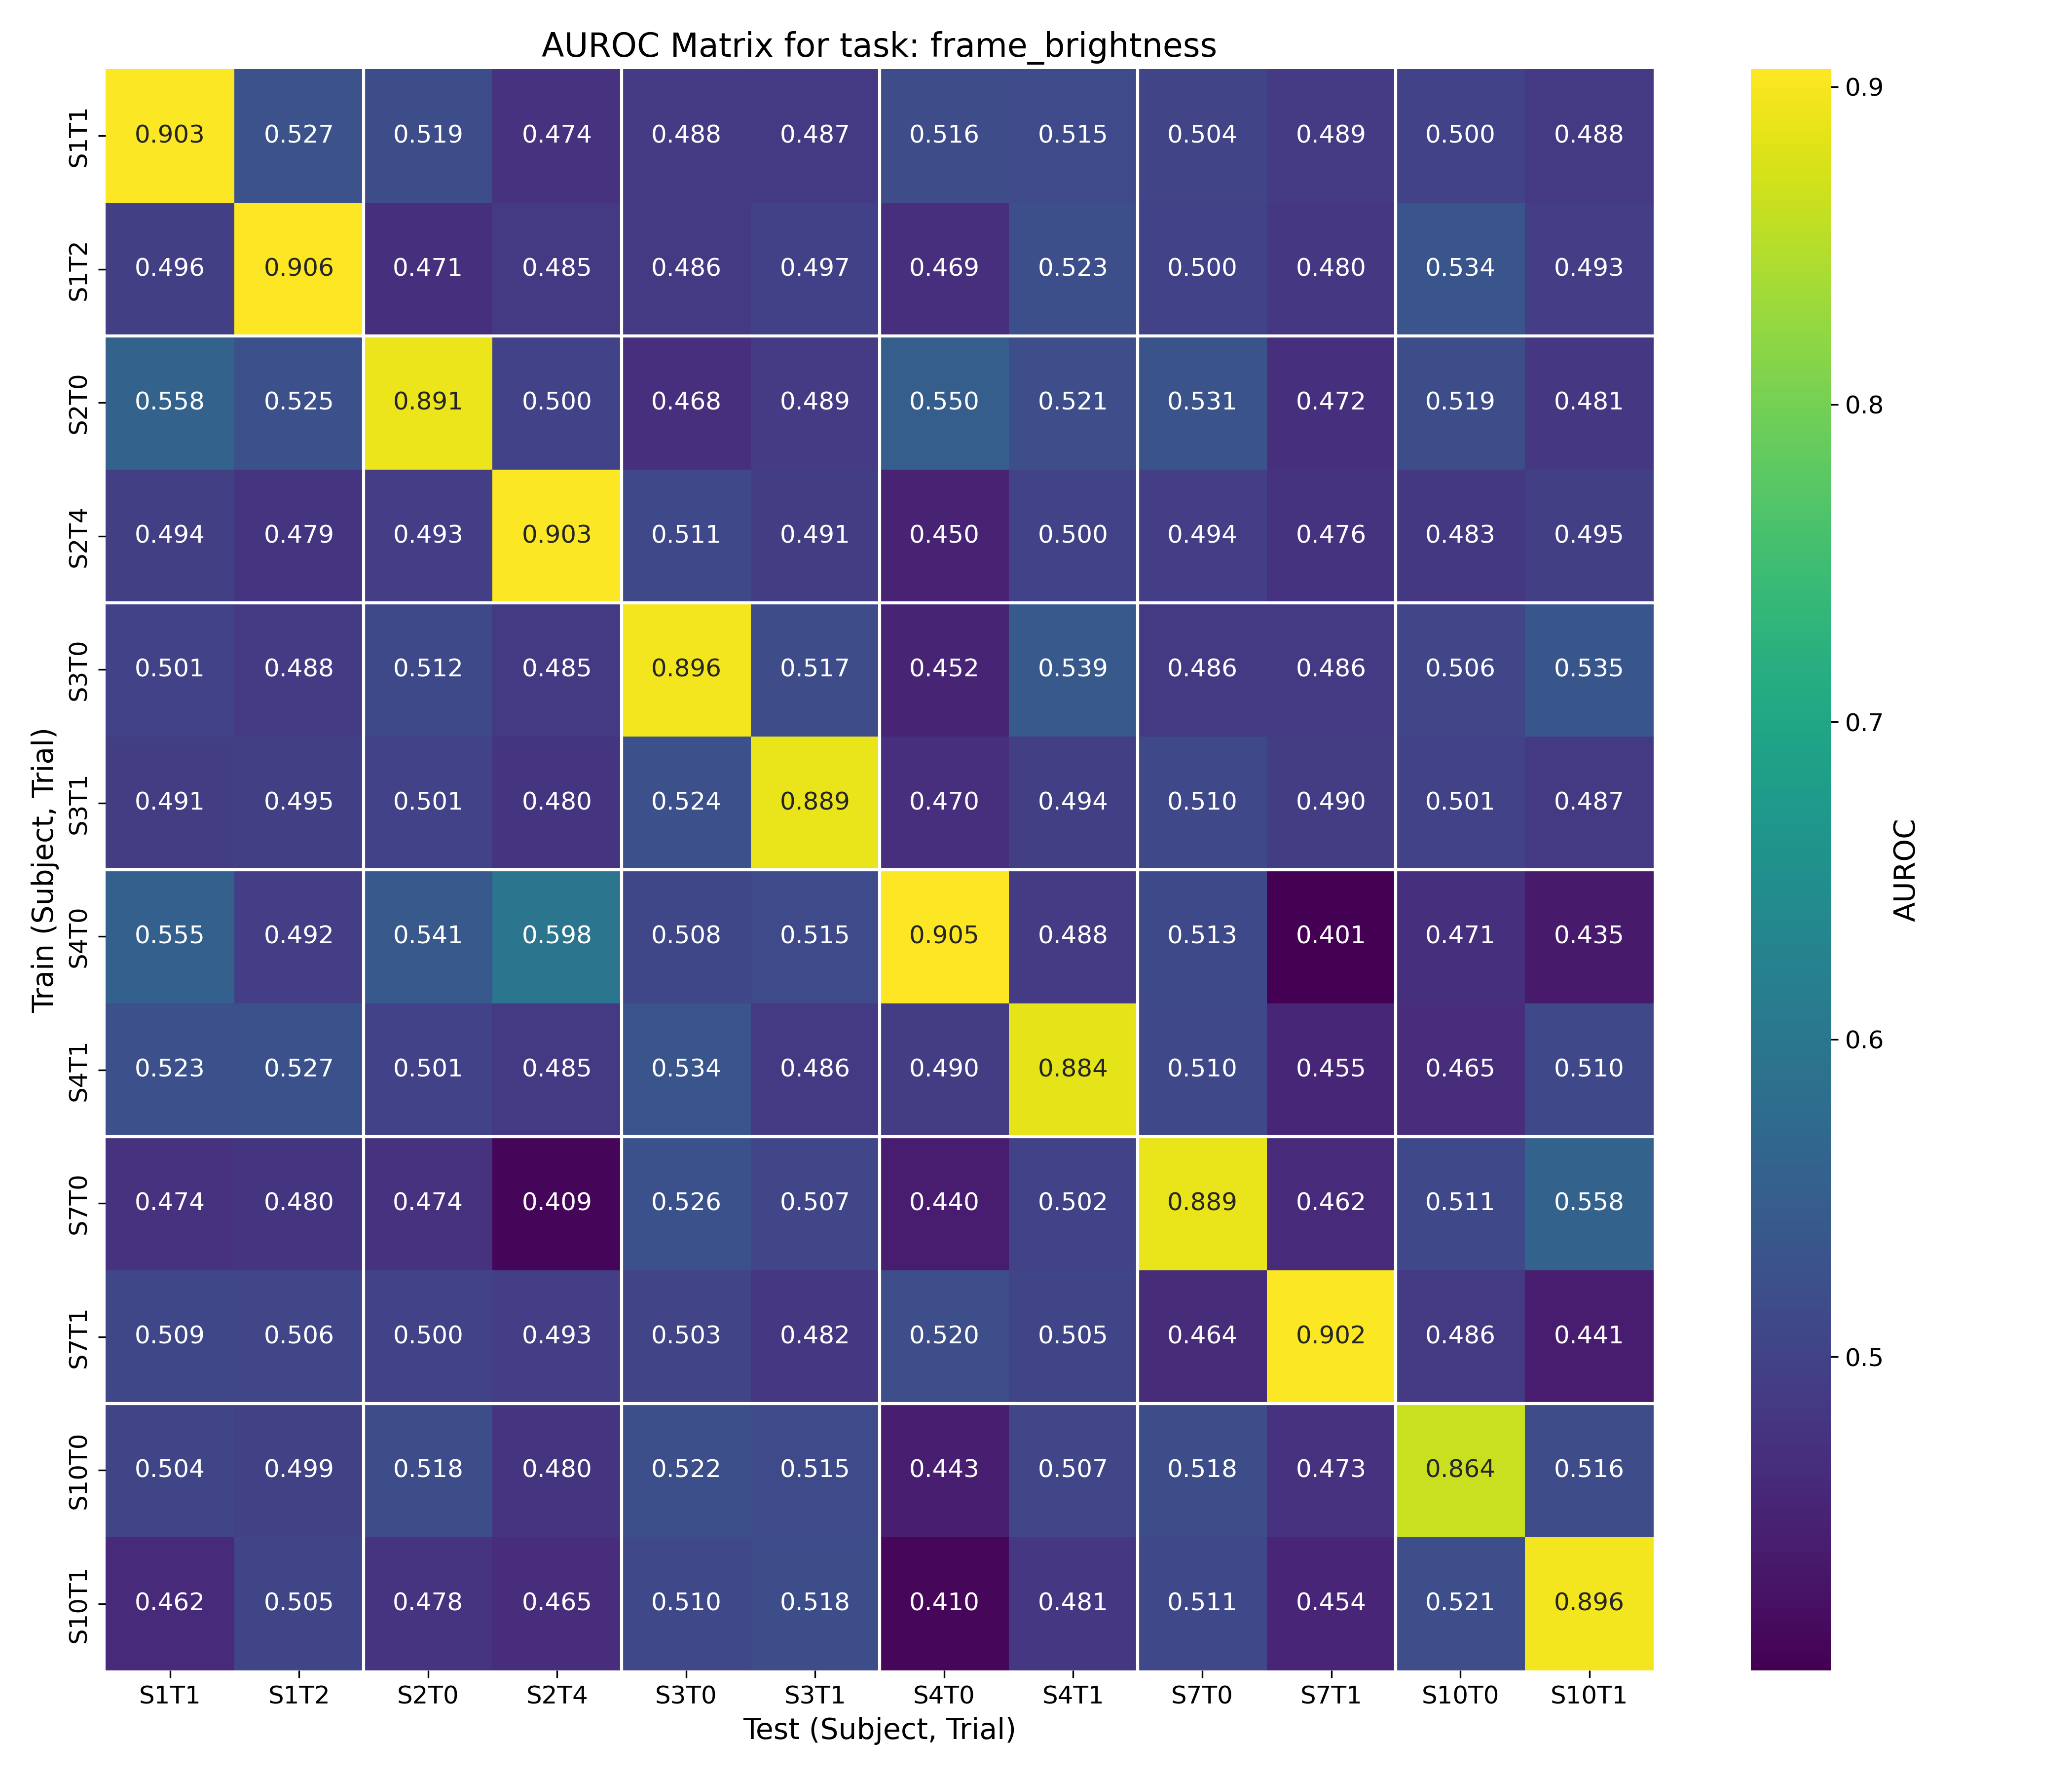 AUROC Matrix for task: frame_brightness
S1T1 0.903 0.527 0.519 0.474 0.488 0.487 0.516 0.515 0.504 0.489 0.500 0.488
S1T2 0.496 0.906 0.471 0.485 0.486 0.497 0.469 0.523 0.500 0.480 0.534 0.493
S2T0 0.558 0.525 0.891 0.500 0.468 0.489 0.550 0.521 0.531 0.472 0.519 0.481
S2T4 0.494 0.479 0.493 0.903 0.511 0.491 0.450 0.500 0.494 0.476 0.483 0.495
S3T0 0.501 0.488 0.512 0.485 0.896 0.517 0.452 0.539 0.486 0.486 0.506 0.535
S3T1 0.491 0.495 0.501 0.480 0.524 0.889 0.470 0.494 0.510 0.490 0.501 0.487
S4T0 0.555 0.492 0.541 0.598 0.508 0.515 0.905 0.488 0.513 0.401 0.471 0.435
S4T1 0.523 0.527 0.501 0.485 0.534 0.486 0.490 0.884 0.510 0.455 0.465 0.510
S7T0 0.474 0.480 0.474 0.409 0.526 0.507 0.440 0.502 0.889 0.462 0.511 0.558
S7T1 0.509 0.506 0.500 0.493 0.503 0.482 0.520 0.505 0.464 0.902 0.486 0.441
S10T0 0.504 0.499 0.518 0.480 0.522 0.515 0.443 0.507 0.518 0.473 0.864 0.516
S10T1 0.462 0.505 0.478 0.465 0.510 0.518 0.410 0.481 0.511 0.454 0.521 0.896
S1T1 S1T2 S2T0 S2T4 S3T0 S3T1 S4T0 S4T1 S7T0 S7T1 S10T0 S10T1
Test (Subject, Trial)
Train (Subject, Trial)
0.9
0.8
0.7
0.6
0.5
AUROC